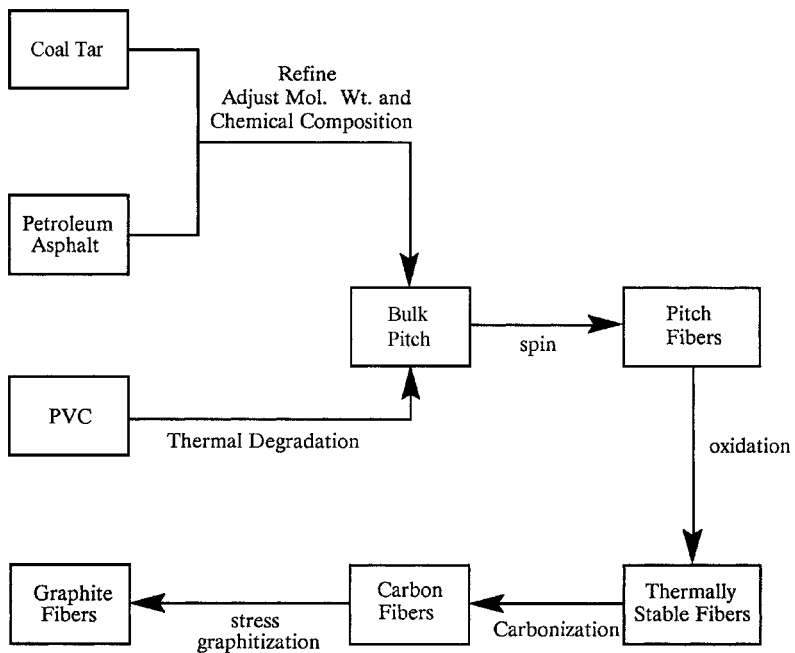 Coal Tar
Refine
Adjust Mol. Wt. and
Chemical Composition
Petroleum
Asphalt
Bulk
Pitch
spin
Pitch
Fibers
PVC
Thermal Degradation
oxidation
Graphite
Fibers
stress
graphitization
Carbon
Fibers
Carbonization
Thermally
Stable Fibers